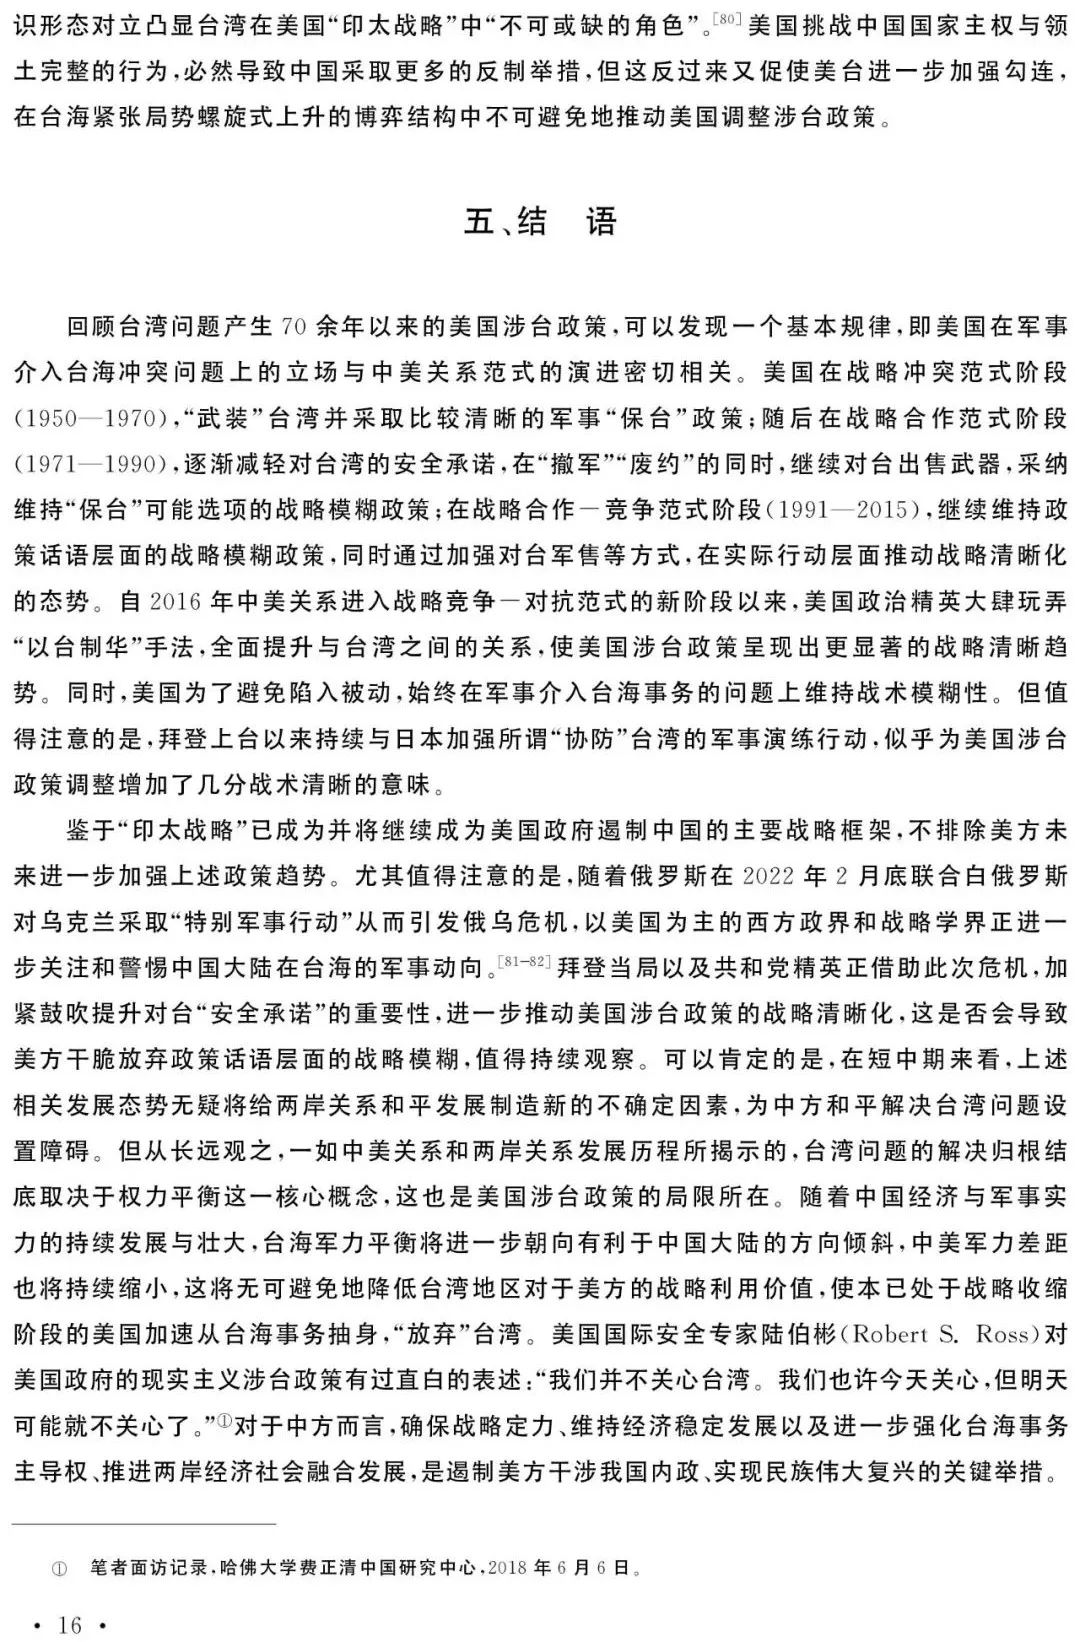 识形态对立凸显台湾在美国“印太战略”中“不可或缺的角色”。[80]美国挑战中国国家主权与领
土完整的行为,必然导致中国采取更多的反制举措,但这反过来又促使美台进一步加强勾连,
在台海紧张局势螺旋式上升的博弈结构中不可避免地推动美国调整涉台政策。
五、结 语
回顾台湾问题产生 70 余年以来的美国涉台政策,可以发现一个基本规律,即美国在军事
介入台海冲突问题上的立场与中美关系范式的演进密切相关。美国在战略冲突范式阶段
(1950—1970),“武装”台湾并采取比较清晰的军事“保台”政策;随后在战略合作范式阶段
(1971—1990),逐渐减轻对台湾的安全承诺,在“撤军”“废约”的同时,继续对台出售武器,采纳
维持“保台”可能选项的战略模糊政策;在战略合作—竞争范式阶段(1991—2015),继续维持政
策话语层面的战略模糊政策,同时通过加强对台军售等方式,在实际行动层面推动战略清晰化
的态势。自 2016 年中美关系进入战略竞争—对抗范式的新阶段以来,美国政治精英大肆玩弄
“以台制华”手法,全面提升与台湾之间的关系,使美国涉台政策呈现出更显著的战略清晰趋
势。同时,美国为了避免陷入被动,始终在军事介入台海事务的问题上维持战术模糊性。但值
得注意的是,拜登上台以来持续与日本加强所谓“协防”台湾的军事演练行动,似乎为美国涉台
政策调整增加了几分战术清晰的意味。
鉴于“印太战略”已成为并将继续成为美国政府遏制中国的主要战略框架,不排除美方未
来进一步加强上述政策趋势。尤其值得注意的是,随着俄罗斯在 2022 年 2 月底联合白俄罗斯
对乌克兰采取“特别军事行动”从而引发俄乌危机,以美国为主的西方政界和战略学界正进一
步关注和警惕中国大陆在台海的军事动向。[81-82]拜登当局以及共和党精英正借助此次危机,加
紧鼓吹提升对台“安全承诺”的重要性,进一步推动美国涉台政策的战略清晰化,这是否会导致
美方干脆放弃政策话语层面的战略模糊,值得持续观察。可以肯定的是,在短中期来看,上述
相关发展态势无疑将给两岸关系和平发展制造新的不确定因素,为中方和平解决台湾问题设
置障碍。但从长远观之,一如中美关系和两岸关系发展历程所揭示的,台湾问题的解决归根结
底取决于权力平衡这一核心概念,这也是美国涉台政策的局限所在。随着中国经济与军事实
力的持续发展与壮大,台海军力平衡将进一步朝向有利于中国大陆的方向倾斜,中美军力差距
也将持续缩小,这将无可避免地降低台湾地区对于美方的战略利用价值,使本已处于战略收缩
阶段的美国加速从台海事务抽身,“放弃”台湾。美国国际安全专家陆伯彬(Robert S. Ross)对
美国政府的现实主义涉台政策有过直白的表述:“我们并不关心台湾。我们也许今天关心,但明天
可能就不关心了。”①对于中方而言,确保战略定力、维持经济稳定发展以及进一步强化台海事务
主导权、推进两岸经济社会融合发展,是遏制美方干涉我国内政、实现民族伟大复兴的关键举措。
① 笔者面访记录,哈佛大学费正清中国研究中心,2018 年 6 月 6 日。
· 16 ·